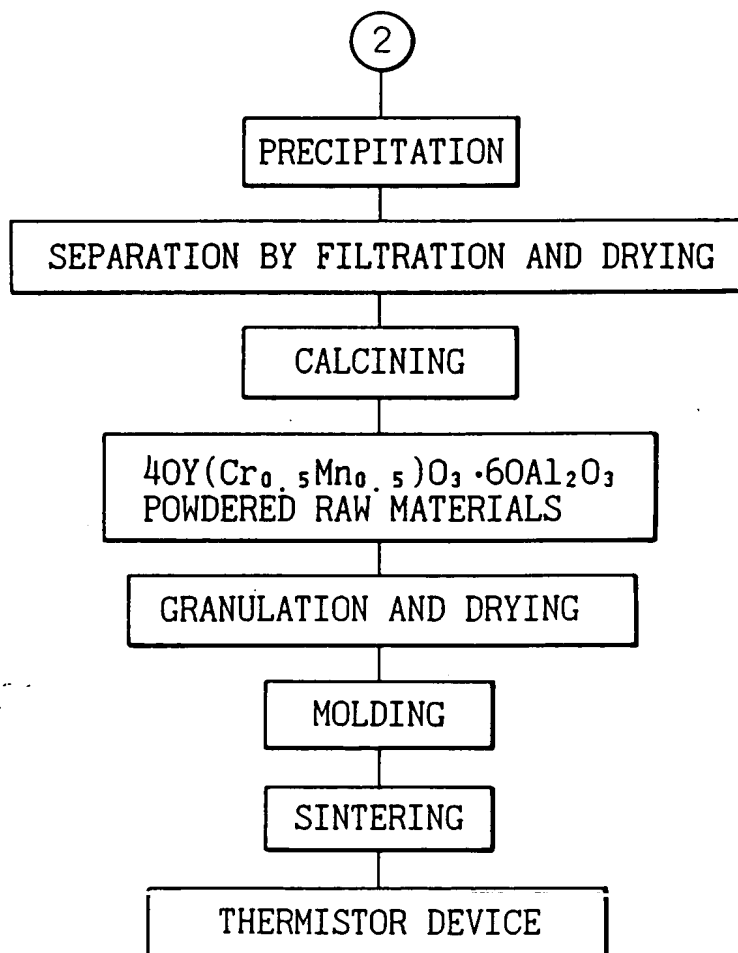 2
PRECIPITATION
SEPARATION BY FILTRATION AND DRYING
CALCINING
40Y(Cr₀.₅Mn₀.₅)O₃·60Al₂O₃
POWDERED RAW MATERIALS
GRANULATION AND DRYING
MOLDING
SINTERING
THERMISTOR DEVICE